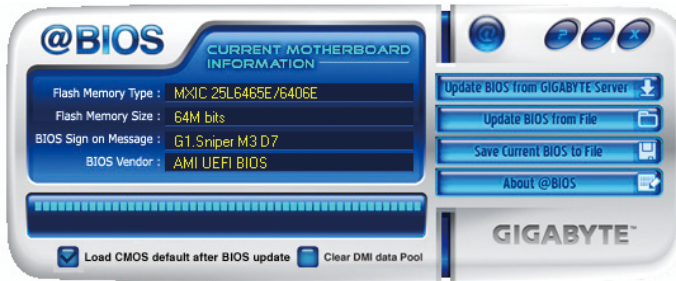 @BIOS
CURRENT MOTHERBOARD
INFORMATION
Flash Memory Type : MXIC 25L6465E/6406E
Flash Memory Size : 64M bits
BIOS Sign on Message : G1.Sniper M3 D7
BIOS Vendor : AMI UEFI BIOS
Load CMOS default after BIOS update
Clear DMI data Pool
@
? _ X
Update BIOS from GIGABYTE Server
Update BIOS from File
Save Current BIOS to File
About @BIOS
GIGABYTE™